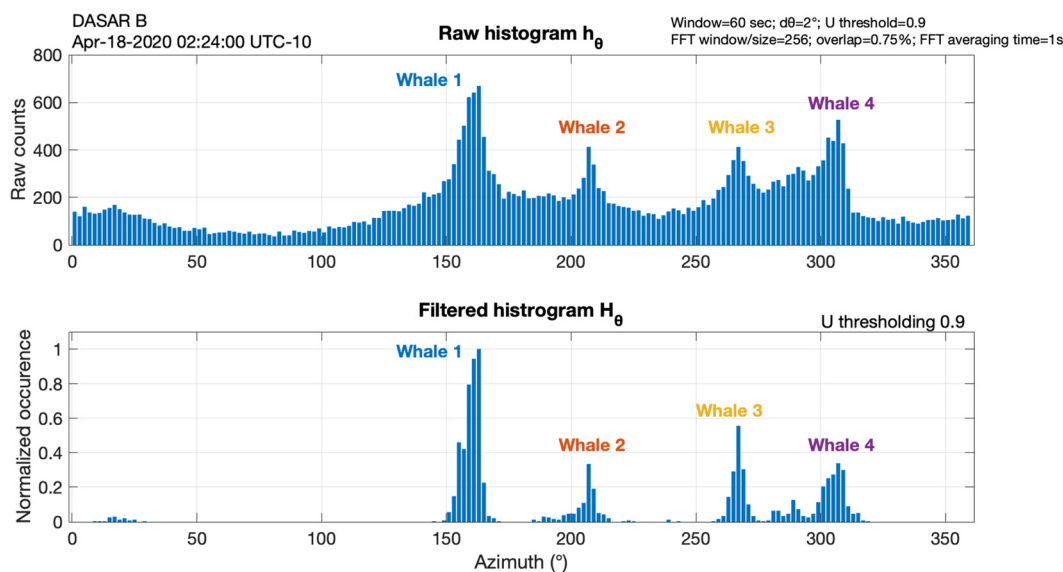 DASAR B
Apr-18-2020 02:24:00 UTC-10
Raw histogram hθ
Window=60 sec; dθ=2°; U threshold=0.9
FFT window/size=256; overlap=0.75%; FFT averaging time=1s
800
600
400
200
0
Raw counts
Whale 1
Whale 2
Whale 3
Whale 4
0 50 100 150 200 250 300 350
Filtered histrogram Hθ
U thresholding 0.9
1
0.8
0.6
0.4
0.2
0
Normalized occurence
Whale 1
Whale 2
Whale 3
Whale 4
0 50 100 150 200 250 300 350
Azimuth (°)